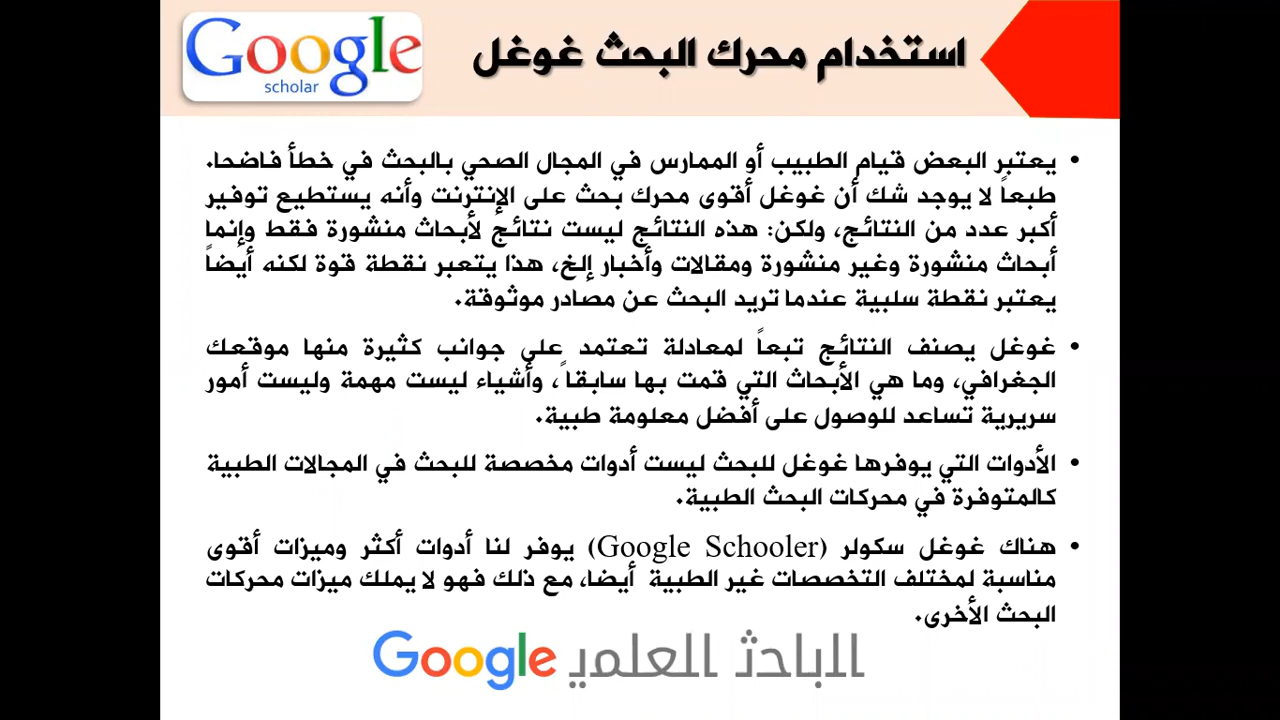 استخدام محرك البحث غوغل
Google
scholar
• يعتبر البعض قيام الطبيب أو الممارس في المجال الصحي بالبحث في خطأ فاضحا.
طبعاً لا يوجد شك أن غوغل أقوى محرك بحث على الإنترنت وأنه يستطيع توفير
أكبر عدد من النتائج، ولكن: هذه النتائج ليست نتائج لأبحاث منشورة فقط وإنما
أبحاث منشورة وغير منشورة ومقالات وأخبار إلخ، هذا يتعبر نقطة قوة لكنه أيضاً
يعتبر نقطة سلبية عندما تريد البحث عن مصادر موثوقة.
• غوغل يصنف النتائج تبعاً لمعادلة تعتمد على جوانب كثيرة منها موقعك
الجغرافي، وما هي الأبحاث التي قمت بها سابقاً، وأشياء ليست مهمة وليست أمور
سريرية تساعد للوصول على أفضل معلومة طبية.
• الأدوات التي يوفرها غوغل للبحث ليست أدوات مخصصة للبحث في المجالات الطبية
كالمتوفرة في محركات البحث الطبية.
• هناك غوغل سكولر (Google Schooler) يوفر لنا أدوات أكثر وميزات أقوى
مناسبة لمختلف التخصصات غير الطبية أيضا، مع ذلك فهو لا يملك ميزات محركات
البحث الأخرى.
الباحث العلمي Google